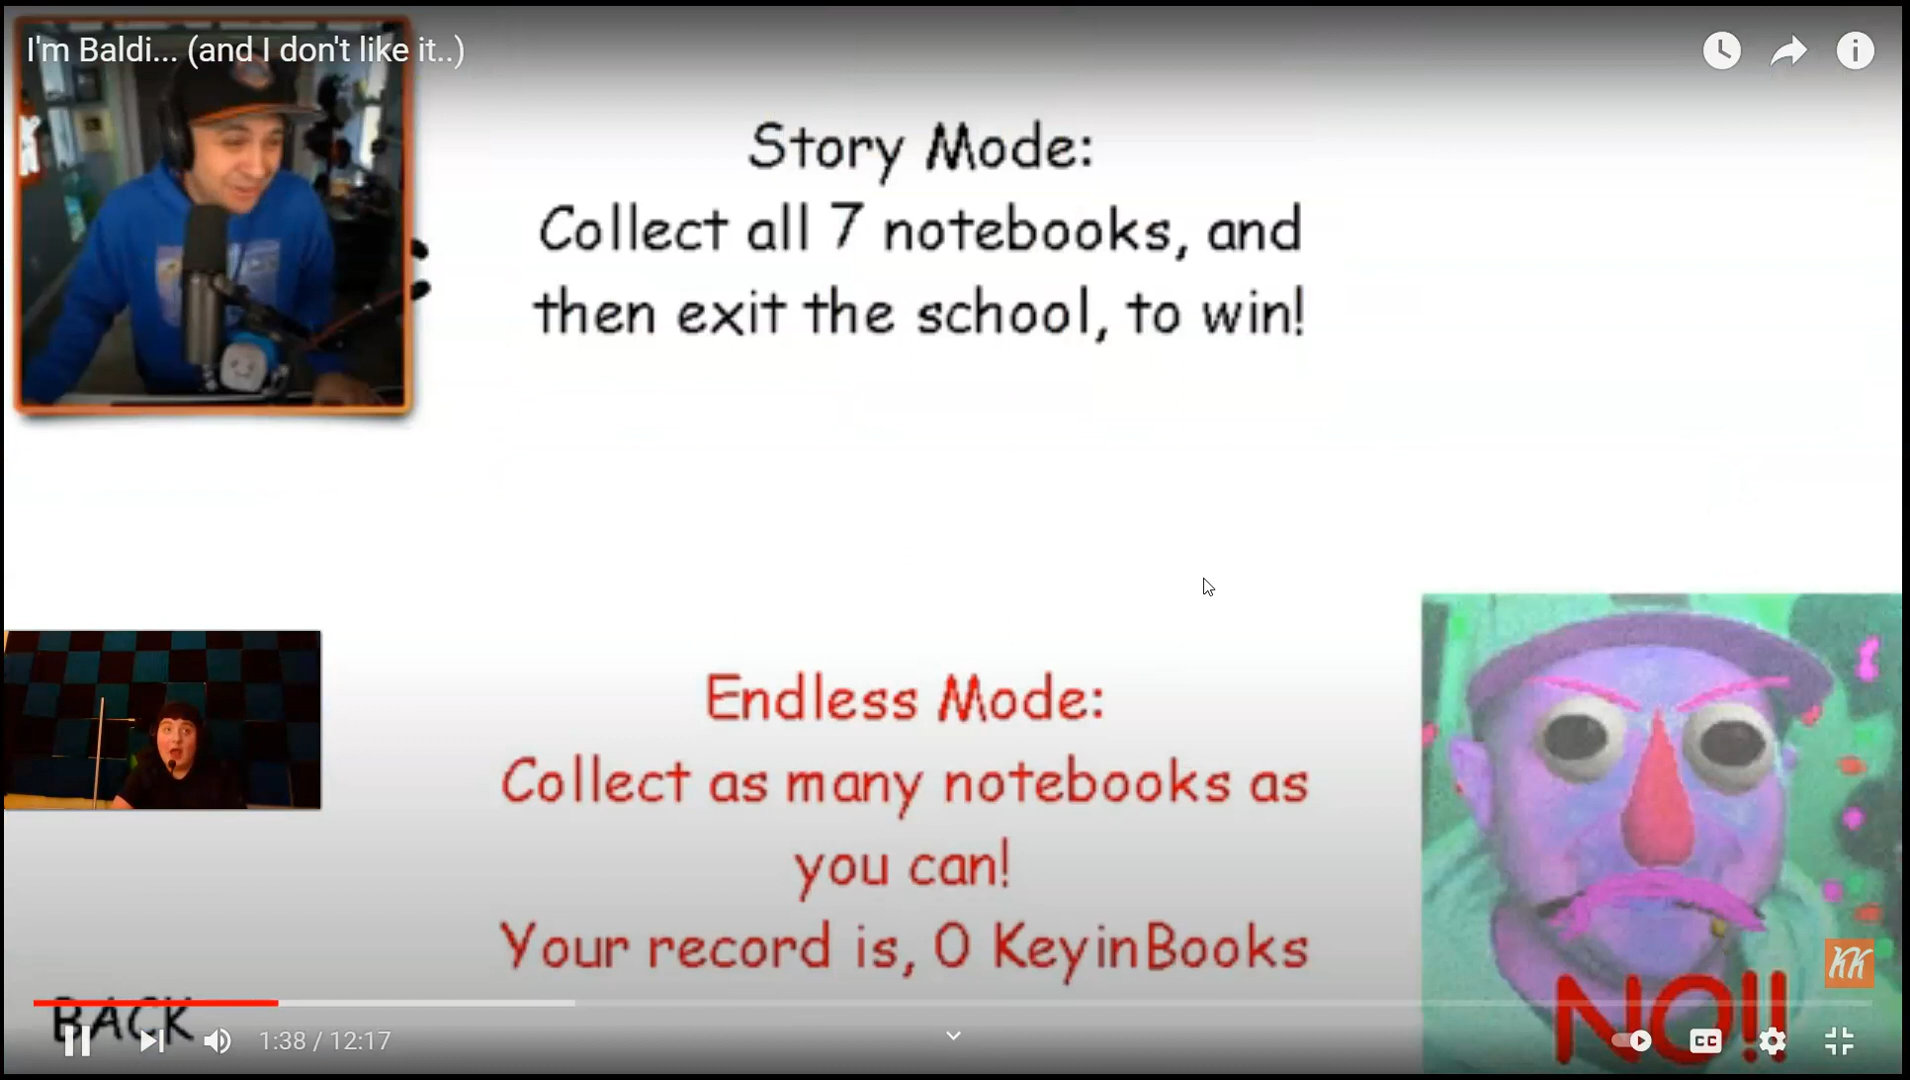 I'm Baldi... (and I don't like it..)
Story Mode:
Collect all 7 notebooks, and
then exit the school, to win!
Endless Mode:
Collect as many notebooks as
you can!
Your record is, 0 KeyinBooks
KK
NO!!
BACK
1:38 / 12:17
CC